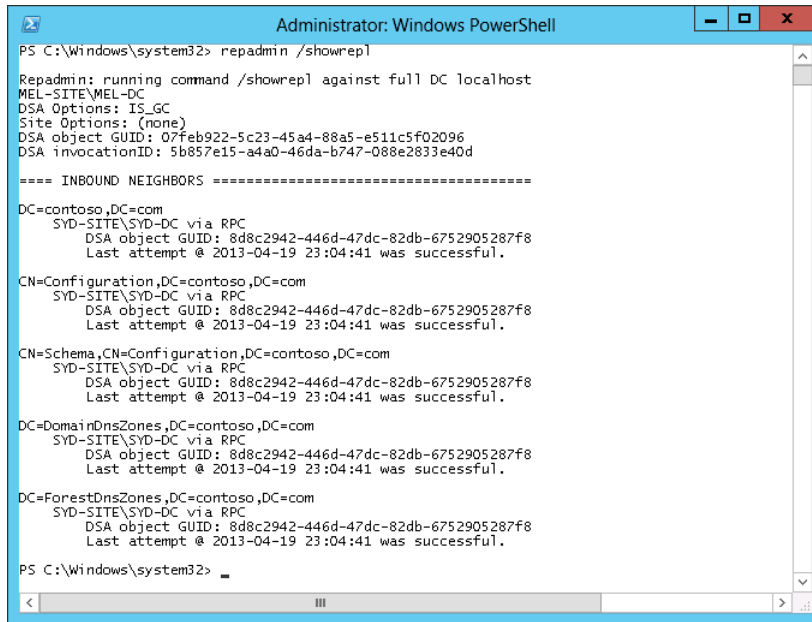 Administrator: Windows PowerShell
PS C:\Windows\system32> repadmin /showrepl
Repadmin: running command /showrepl against full DC localhost
MEL-SITE\MEL-DC
DSA Options: IS_GC
Site Options: (none)
DSA object GUID: 07feb922-5c23-45a4-88a5-e511c5f02096
DSA invocationID: 5b857e15-a4a0-46da-b747-088e2833e40d
==== INBOUND NEIGHBORS ======================================
DC=contoso,DC=com
    SYD-SITE\SYD-DC via RPC
        DSA object GUID: 8d8c2942-446d-47dc-82db-6752905287f8
        Last attempt @ 2013-04-19 23:04:41 was successful.
CN=Configuration,DC=contoso,DC=com
    SYD-SITE\SYD-DC via RPC
        DSA object GUID: 8d8c2942-446d-47dc-82db-6752905287f8
        Last attempt @ 2013-04-19 23:04:41 was successful.
CN=Schema,CN=Configuration,DC=contoso,DC=com
    SYD-SITE\SYD-DC via RPC
        DSA object GUID: 8d8c2942-446d-47dc-82db-6752905287f8
        Last attempt @ 2013-04-19 23:04:41 was successful.
DC=DomainDnsZones,DC=contoso,DC=com
    SYD-SITE\SYD-DC via RPC
        DSA object GUID: 8d8c2942-446d-47dc-82db-6752905287f8
        Last attempt @ 2013-04-19 23:04:41 was successful.
DC=ForestDnsZones,DC=contoso,DC=com
    SYD-SITE\SYD-DC via RPC
        DSA object GUID: 8d8c2942-446d-47dc-82db-6752905287f8
        Last attempt @ 2013-04-19 23:04:41 was successful.
PS C:\Windows\system32> _